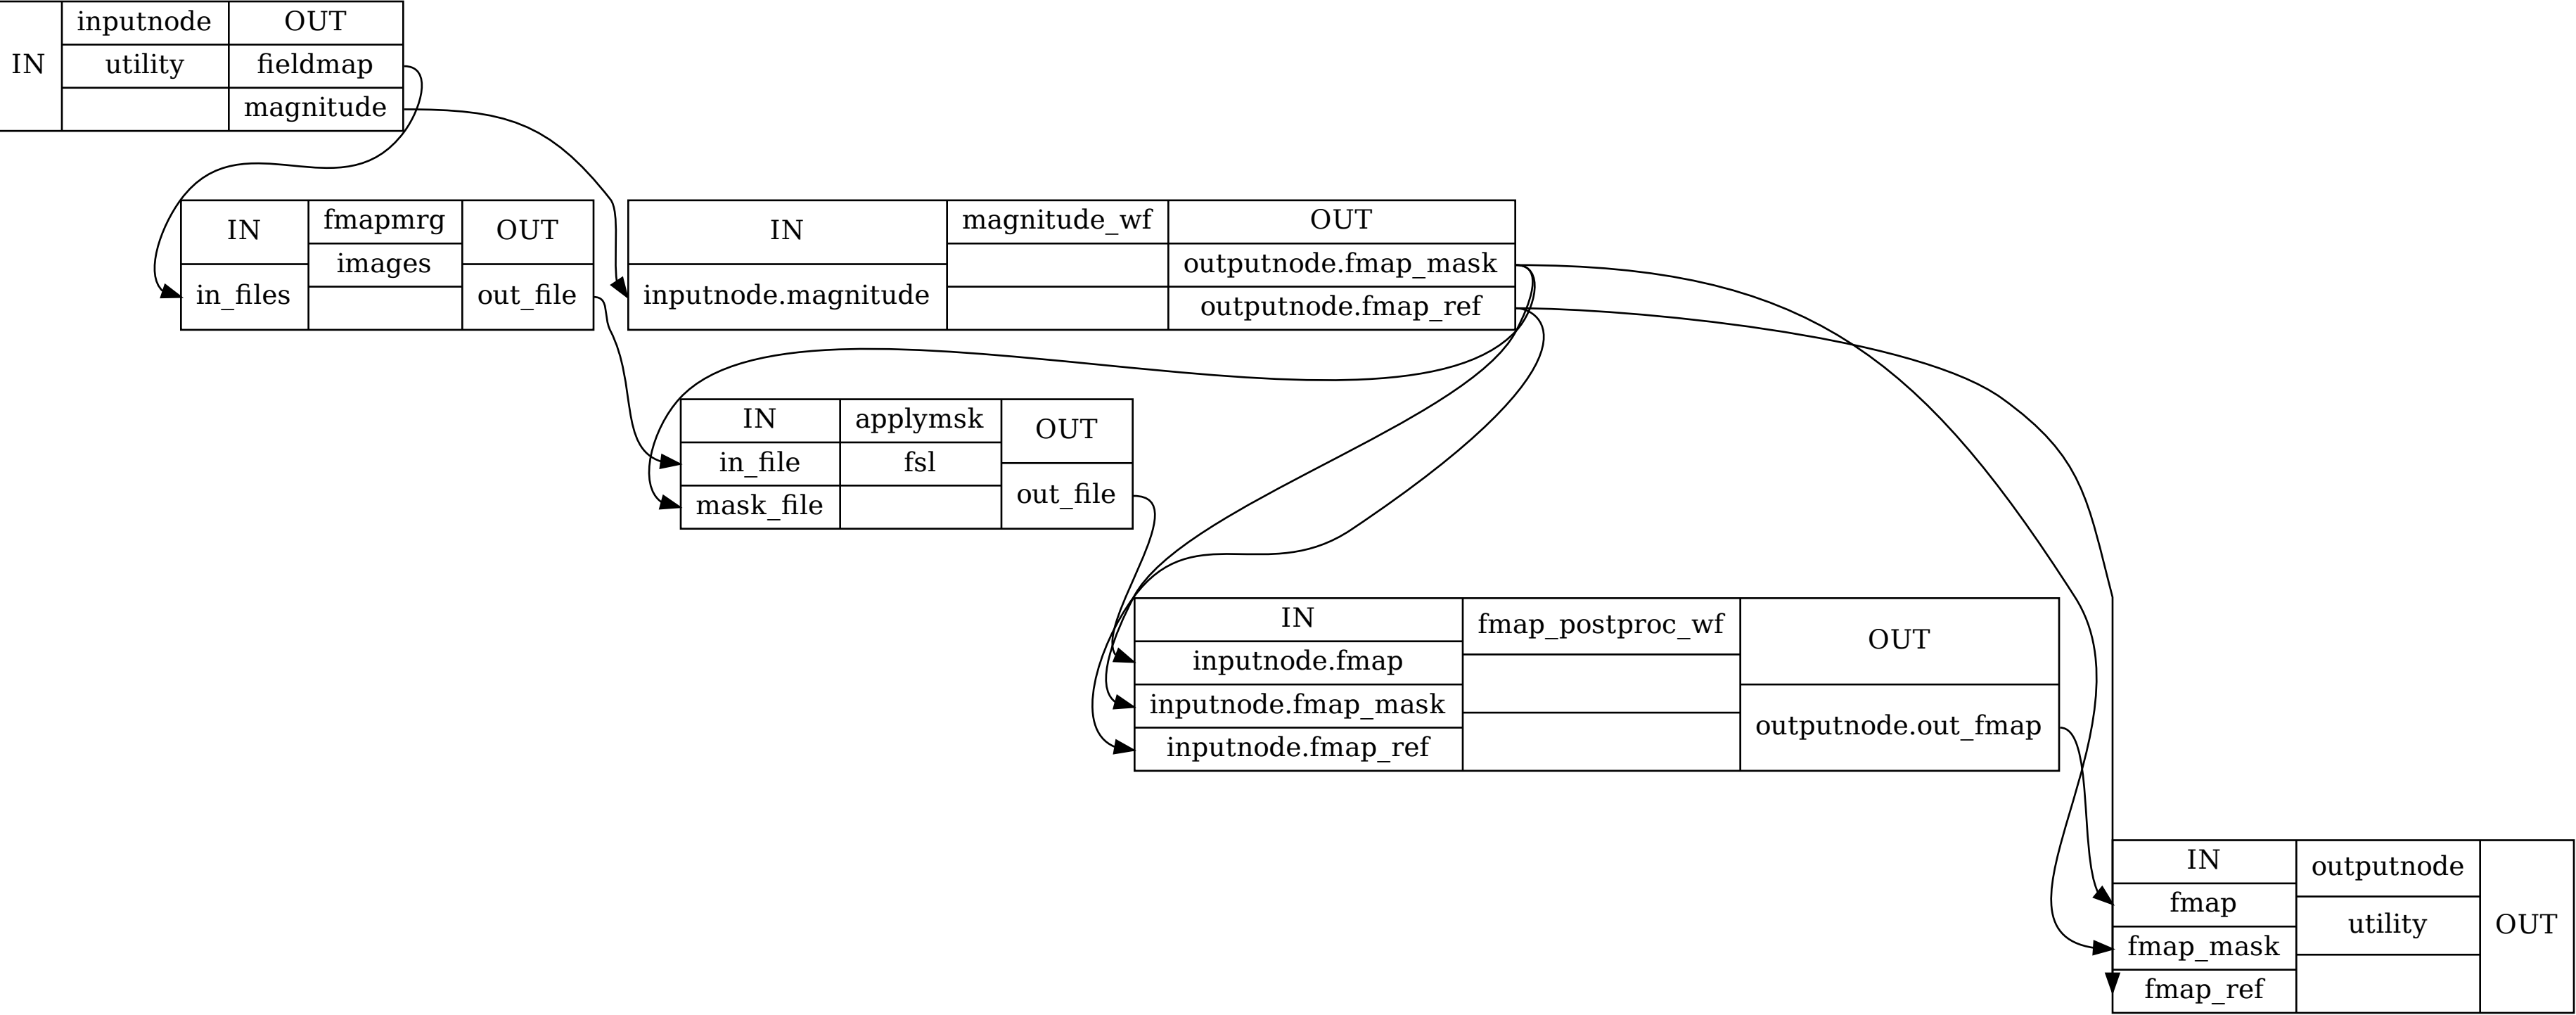 IN
inputnode
utility
OUT
fieldmap
magnitude
IN
in_files
fmapmrg
images
OUT
out_file
IN
inputnode.magnitude
magnitude_wf
OUT
outputnode.fmap_mask
outputnode.fmap_ref
IN
in_file
mask_file
applymsk
fsl
OUT
out_file
IN
inputnode.fmap
inputnode.fmap_mask
inputnode.fmap_ref
fmap_postproc_wf
OUT
outputnode.out_fmap
IN
fmap
fmap_mask
fmap_ref
outputnode
utility
OUT